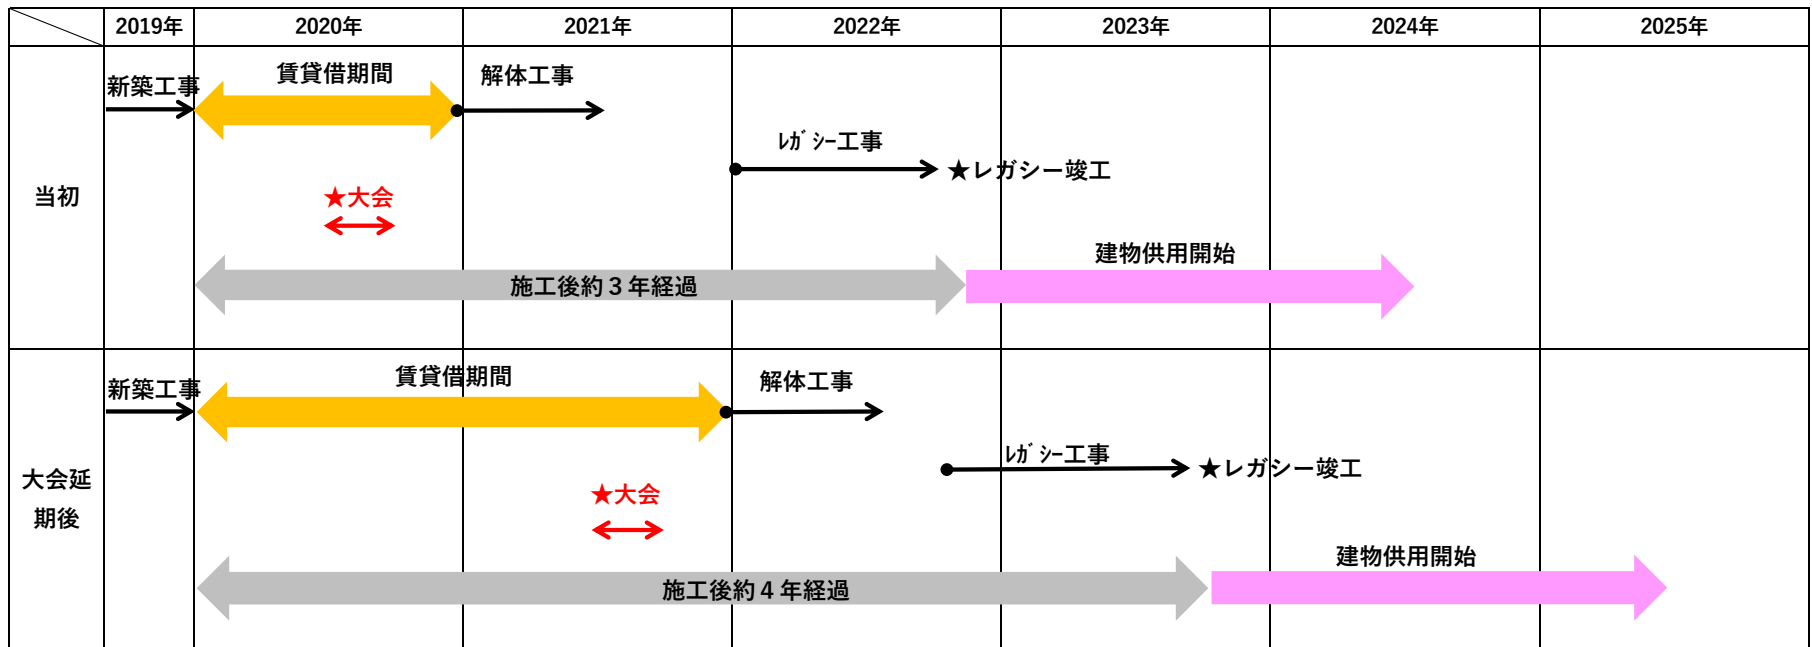 2019年 2020年 2021年 2022年 2023年 2024年 2025年
当初
新築工事
賃貸借期間
解体工事
ﾚｶﾞｼｰ工事
★レガシー竣工
★大会
建物供用開始
施工後約３年経過
大会延
期後
新築工事
賃貸借期間
解体工事
ﾚｶﾞｼｰ工事
★レガシー竣工
★大会
建物供用開始
施工後約４年経過